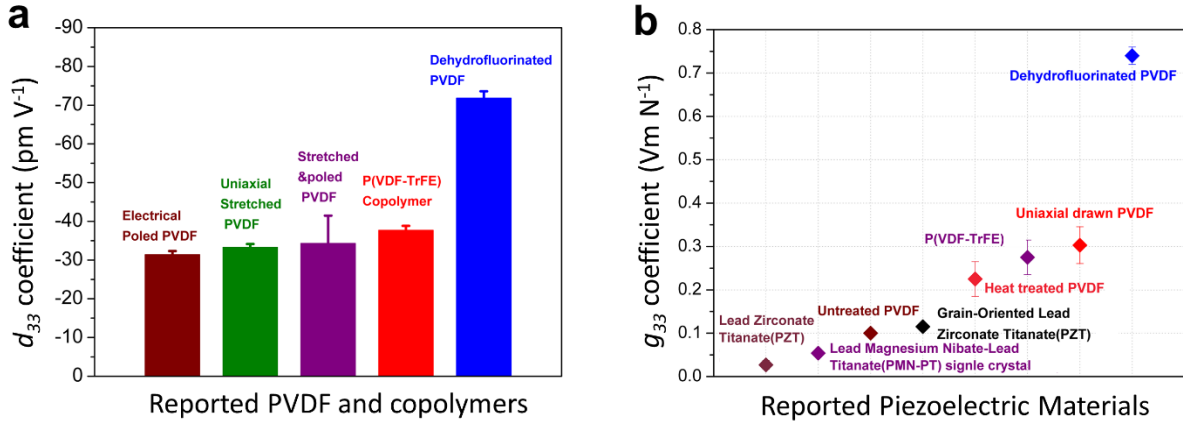 a
-90
-80
-70
-60
-50
-40
-30
-20
-10
0
d33 coefficient (pm V-1)
Electrical
Poled PVDF
Uniaxial
Stretched
PVDF
Stretched
&poled
PVDF
P(VDF-TrFE)
Copolymer
Dehydrofluorinated
PVDF
Reported PVDF and copolymers
b
0.8
0.7
0.6
0.5
0.4
0.3
0.2
0.1
0.0
g33 coefficient (Vm N-1)
Dehydrofluorinated PVDF
Uniaxial drawn PVDF
P(VDF-TrFE)
Heat treated PVDF
Untreated PVDF
Grain-Oriented Lead
Zirconate Titanate(PZT)
Lead Zirconate
Titanate(PZT)
Lead Magnesium Nibate-Lead
Titanate(PMN-PT) signle crystal
Reported Piezoelectric Materials